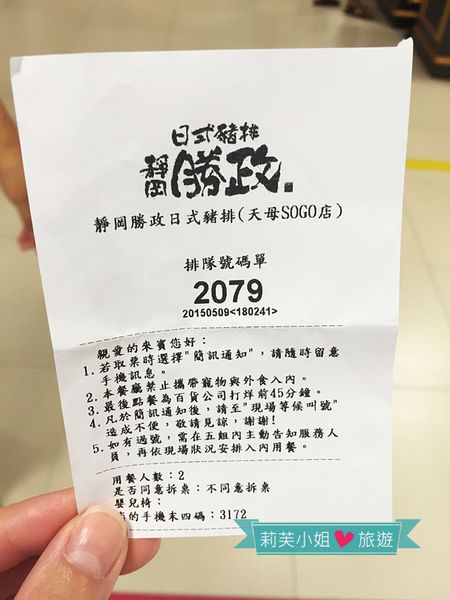 日式豬排
靜岡勝政
靜岡勝政日式豬排(天母SOGO店)
排隊號碼單
2079
20150509<180241>
親愛的來賓您好:
1.若取票時選擇"簡訊通知",請隨時留意
手機訊息。
2.本餐廳禁止攜帶寵物與外食入內。
3.最後點餐為百貨公司打烊前45分鐘。
4.凡於簡訊通知後,請至"現場等候叫號"
造成不便,敬請見諒,謝謝!
5.如有過號,當在五組內主動告知服務人
員,再依現場狀況安排入內用餐。
用餐人數:2
是否同意拆桌:不同意拆桌
嬰兒椅:
的手機末四碼:3172
莉芙小姐♥旅遊